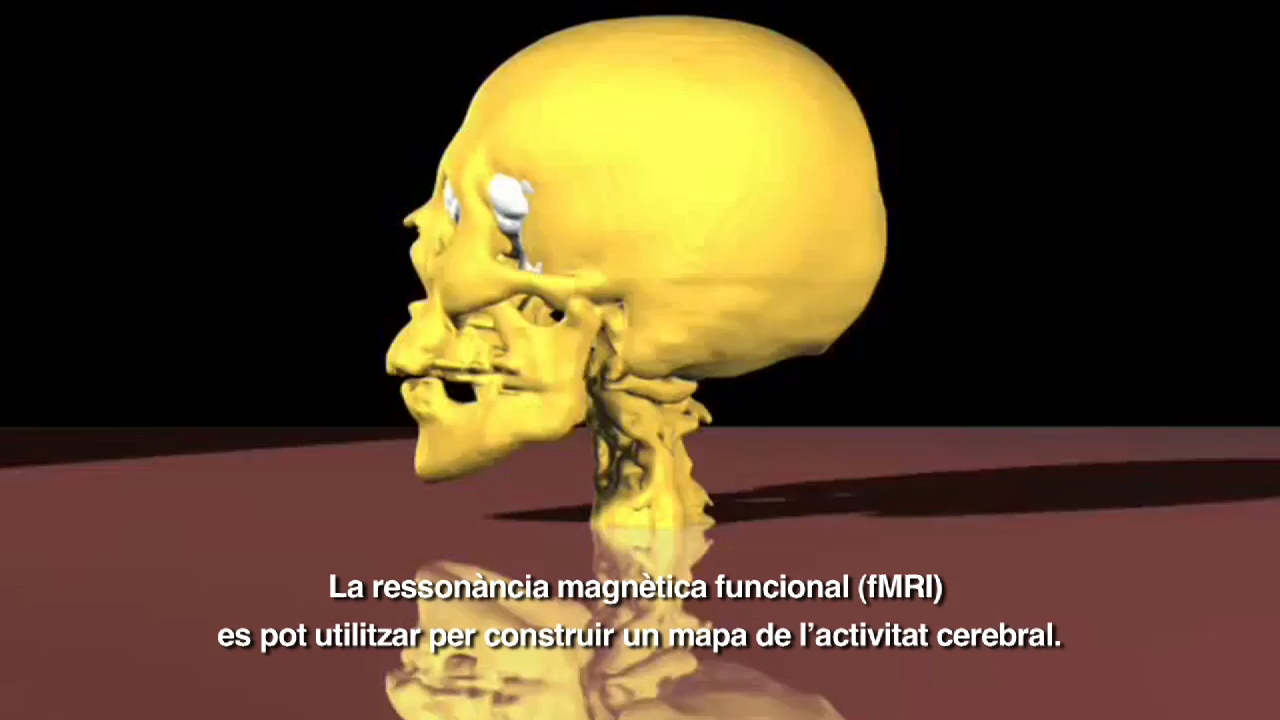 La ressonància magnètica funcional (fMRI)
es pot utilitzar per construir un mapa de l’activitat cerebral.